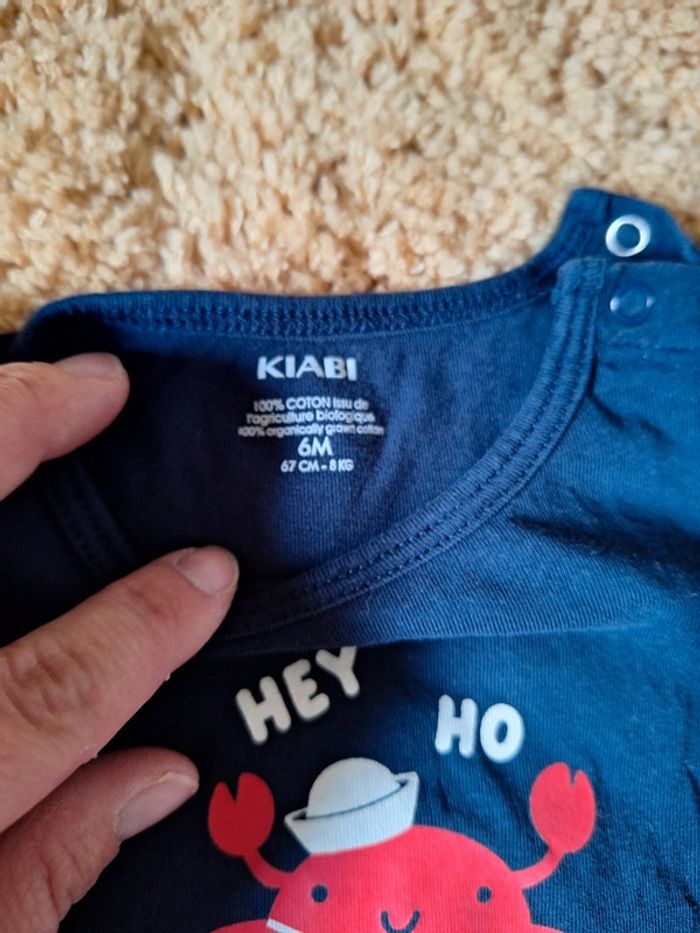 KIABI
100% COTON issu de
l'agriculture biologique
100% organically grown cotton
6M
67 CM - 8 KG
HEY
HO